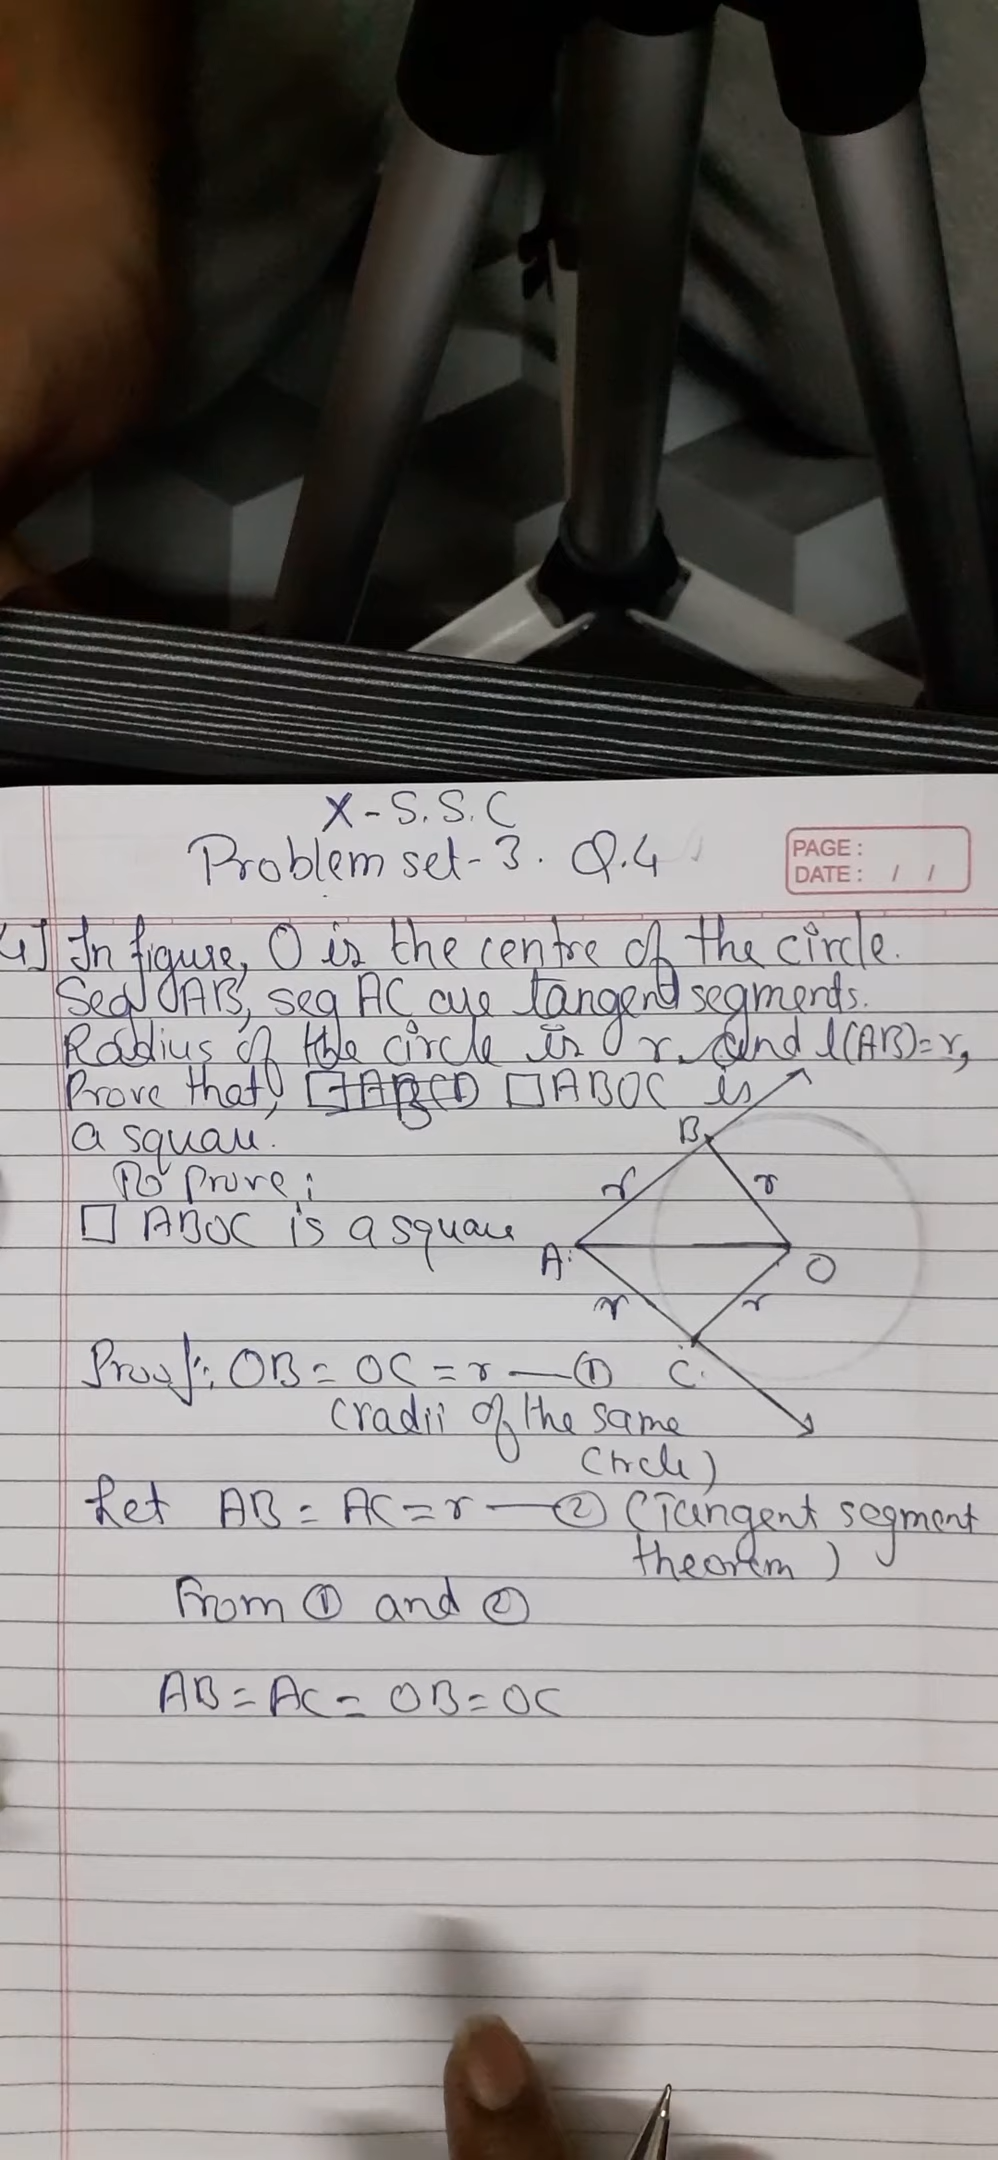 X - S.S.C
Problem set-3. Q.4
PAGE:
DATE: / /
4] In figure, O is the centre of the circle.
Seg AB, seg AC are tangent segments.
Radius of the circle is r and l(AB)=r,
Prove that, □ABCD □ABOC is
a square.
To prove:
□ ABOC is a square
B
r
r
A
O
r
r
C
Proof: OB = OC = r — ①
(radii of the same
circle)
Let AB = AC = r — ② (Tangent segment
theorem)
From ① and ②
AB = AC = OB = OC